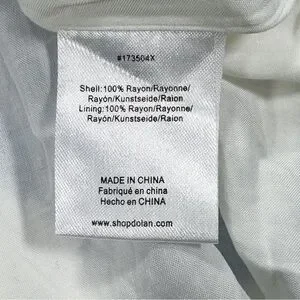 #173504X
Shell:100% Rayon/Rayonne/
Rayón/Kunstseide/Raion
Lining:100% Rayon/Rayonne/
Rayón/Kunstseide/Raion
MADE IN CHINA
Fabriqué en china
Hecho en china
www.shopdolan.com